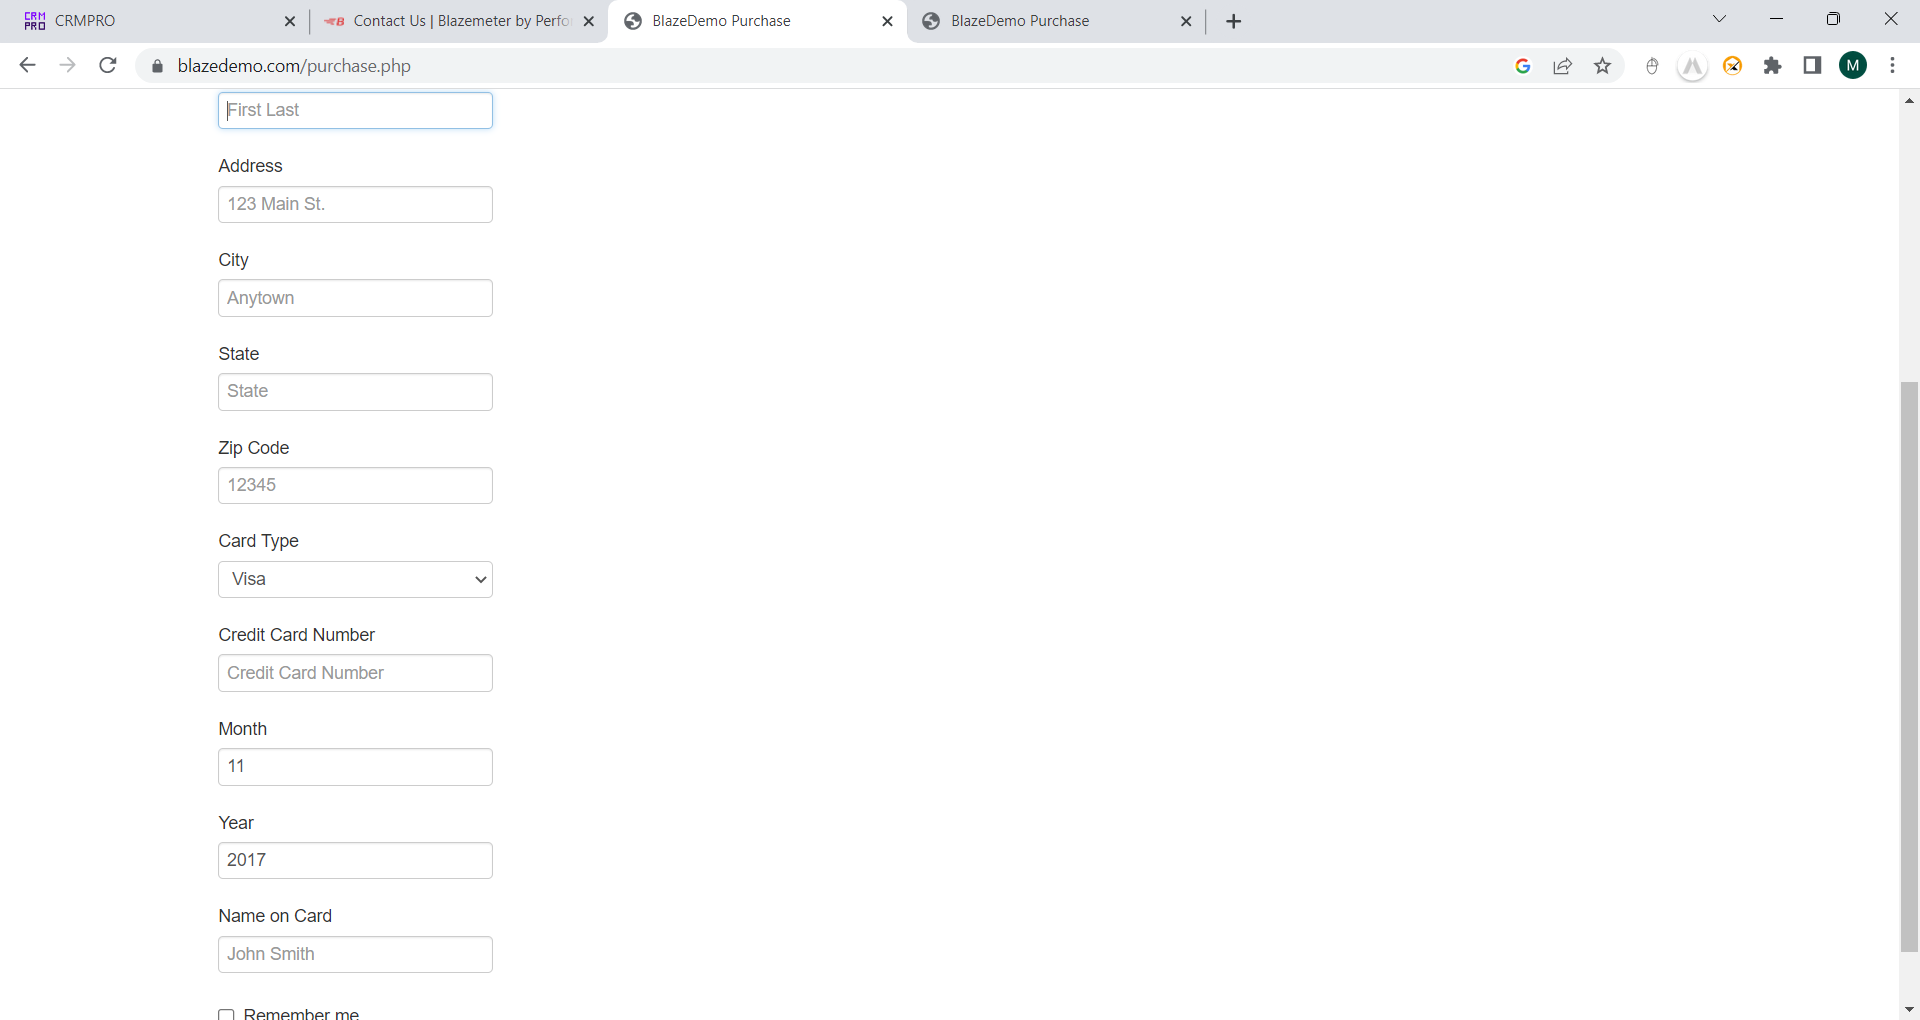 CRM
PRO
CRMPRO
Contact Us | Blazemeter by Perfo
BlazeDemo Purchase
BlazeDemo Purchase
blazedemo.com/purchase.php
M
First Last
Address
123 Main St.
City
Anytown
State
State
Zip Code
12345
Card Type
Visa
Credit Card Number
Credit Card Number
Month
11
Year
2017
Name on Card
John Smith
Remember me